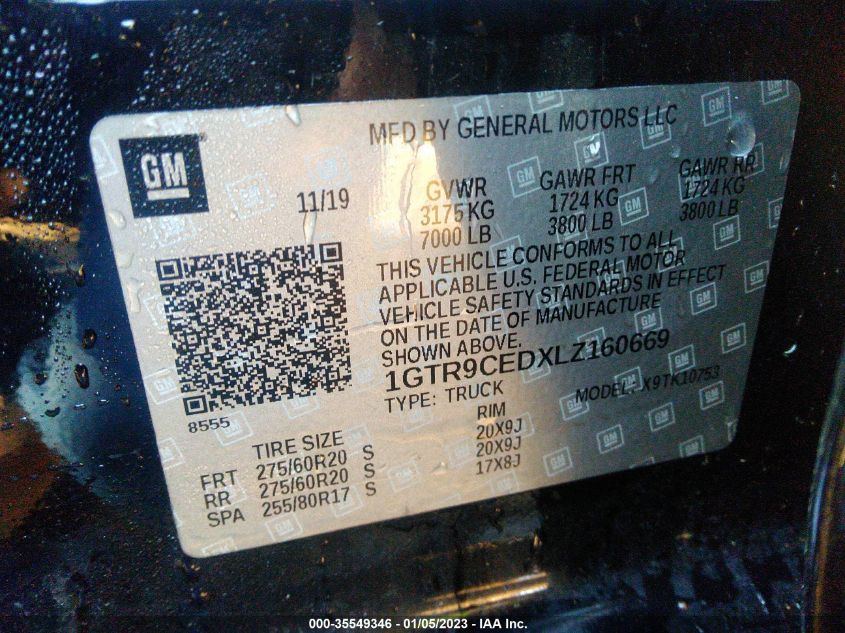 MFD BY GENERAL MOTORS LLC
GM
11/19
GVWR GAWR FRT GAWR RR
3175 KG 1724 KG 1724 KG
7000 LB 3800 LB 3800 LB
THIS VEHICLE CONFORMS TO ALL
APPLICABLE U.S. FEDERAL MOTOR
VEHICLE SAFETY STANDARDS IN EFFECT
ON THE DATE OF MANUFACTURE
SHOWN ABOVE.
1GTR9CEDXLZ160669
TYPE: TRUCK MODEL: X9TK10753
8555
TIRE SIZE RIM
FRT 275/60R20 S 20X9J
RR 275/60R20 S 20X9J
SPA 255/80R17 S 17X8J
000-35549346 - 01/05/2023 - IAA Inc.